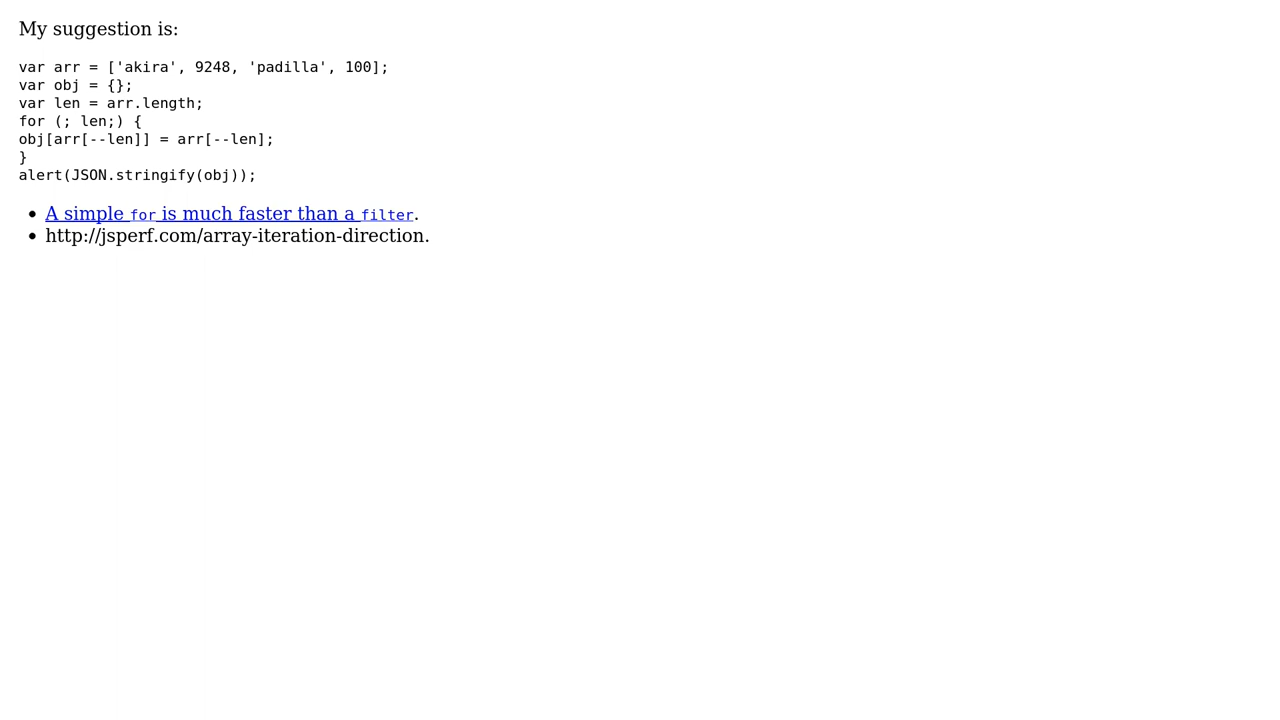 My suggestion is:
var arr = ['akira', 9248, 'padilla', 100];
var obj = {};
var len = arr.length;
for (; len;) {
obj[arr[--len]] = arr[--len];
}
alert(JSON.stringify(obj));
• A simple for is much faster than a filter.
• http://jsperf.com/array-iteration-direction.